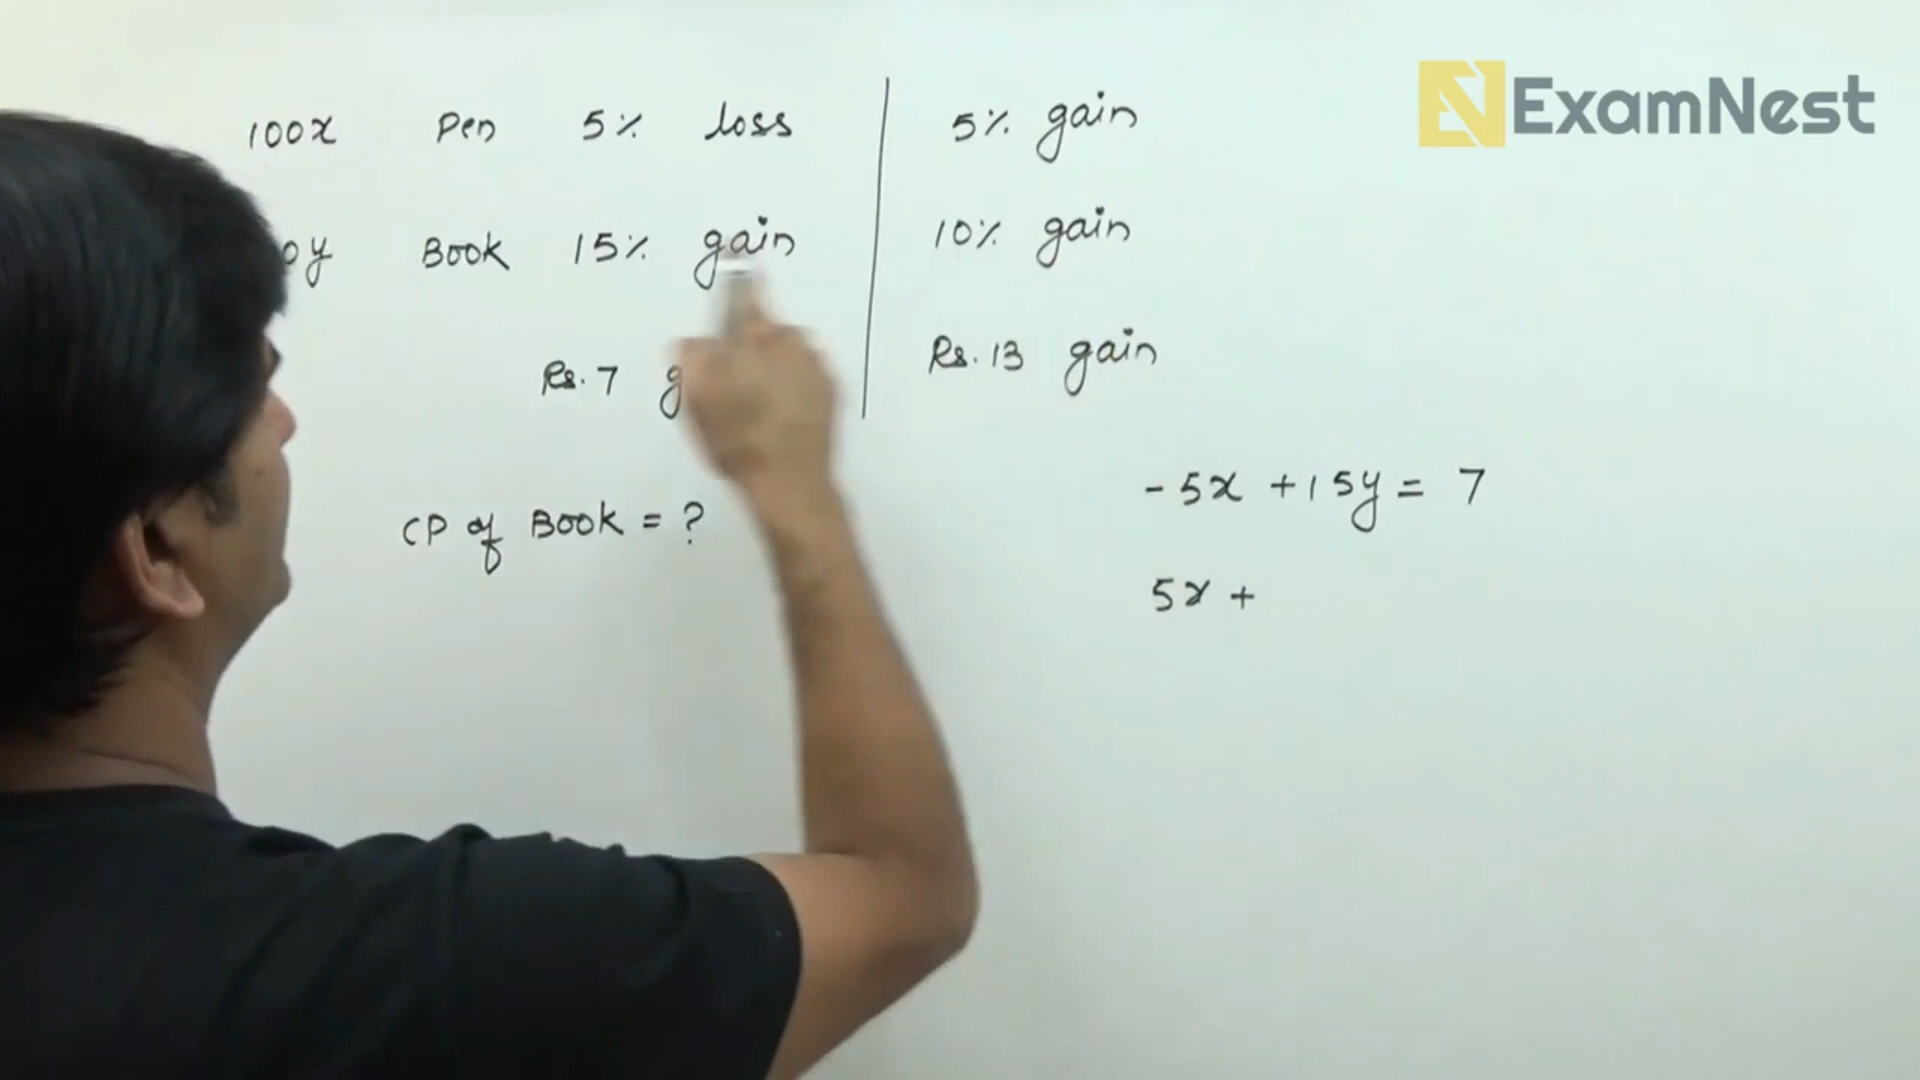 100x Pen 5% loss 5% gain
ExamNest
y Book 15% gain 10% gain
Rs. 7 g Rs. 13 gain
-5x +15y = 7
CP of Book = ?
5x +